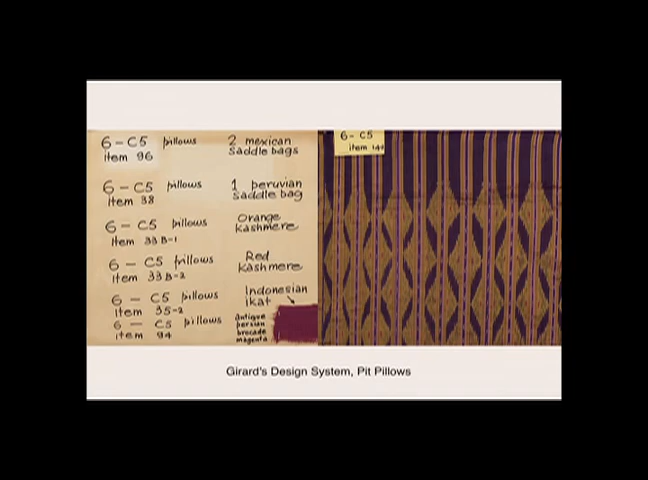 6 - C5 pillows 2 mexican
item 96 saddle bags
6 - C5 pillows 1 peruvian
item 38 saddle bag
6 - C5 pillows Orange
item 33 B-1 kashmere
6 - C5 pillows Red
item 33 B-2 kashmere
6 - C5 pillows Indonesian
item 35-2 ikat
6 - C5 pillows Antique
item 94 persian
brocade
magenta
6 - C5
item
Girard's Design System, Pit Pillows